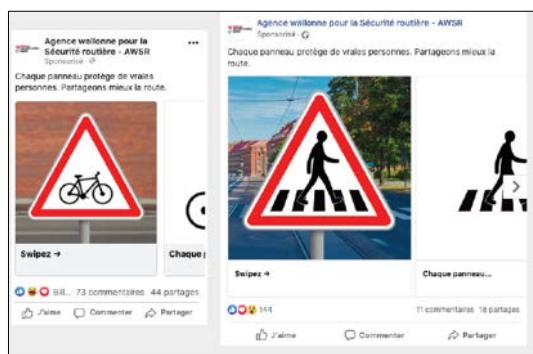 Agence wallonne pour la
Sécurité routière - AWSR
Sponsorisé
Chaque panneau protège de vraies
personnes. Partageons mieux la route.
Swipez →
Chaque
73 commentaires 44 partages
J'aime Commenter Partager
Agence wallonne pour la Sécurité routière - AWSR
Sponsorisé
Chaque panneau protège de vraies personnes. Partageons mieux la
route.
Swipez →
Chaque panneau...
144
11 commentaires 18 partages
J'aime Commenter Partager